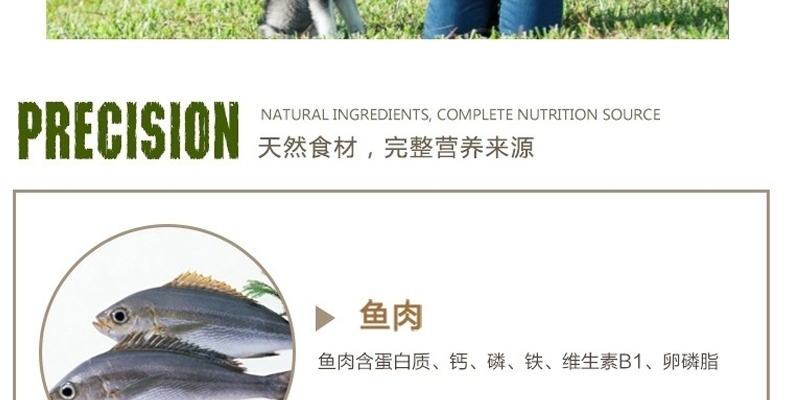 PRECISION
NATURAL INGREDIENTS, COMPLETE NUTRITION SOURCE
天然食材，完整营养来源
鱼肉
鱼肉含蛋白质、钙、磷、铁、维生素B1、卵磷脂